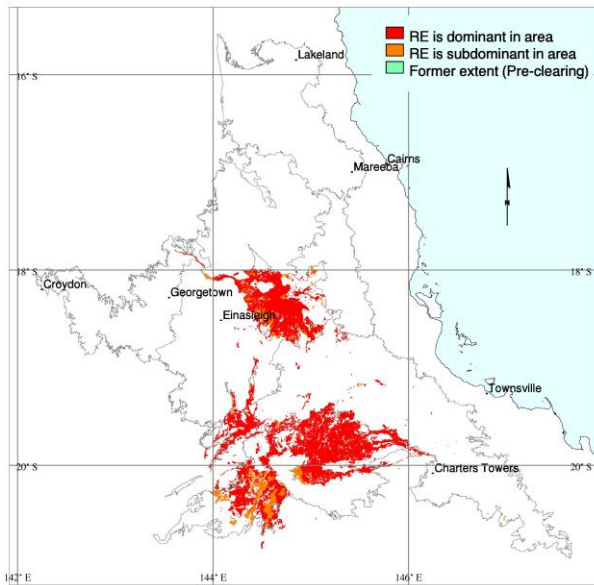 RE is dominant in area
RE is subdominant in area
Former extent (Pre-clearing)
Lakeland
16° S
Cairns
Mareeba
N
18° S
18° S
Croydon
Georgetown
Einasleigh
Townsville
20° S
20° S
Charters Towers
142° E
144° E
146° E